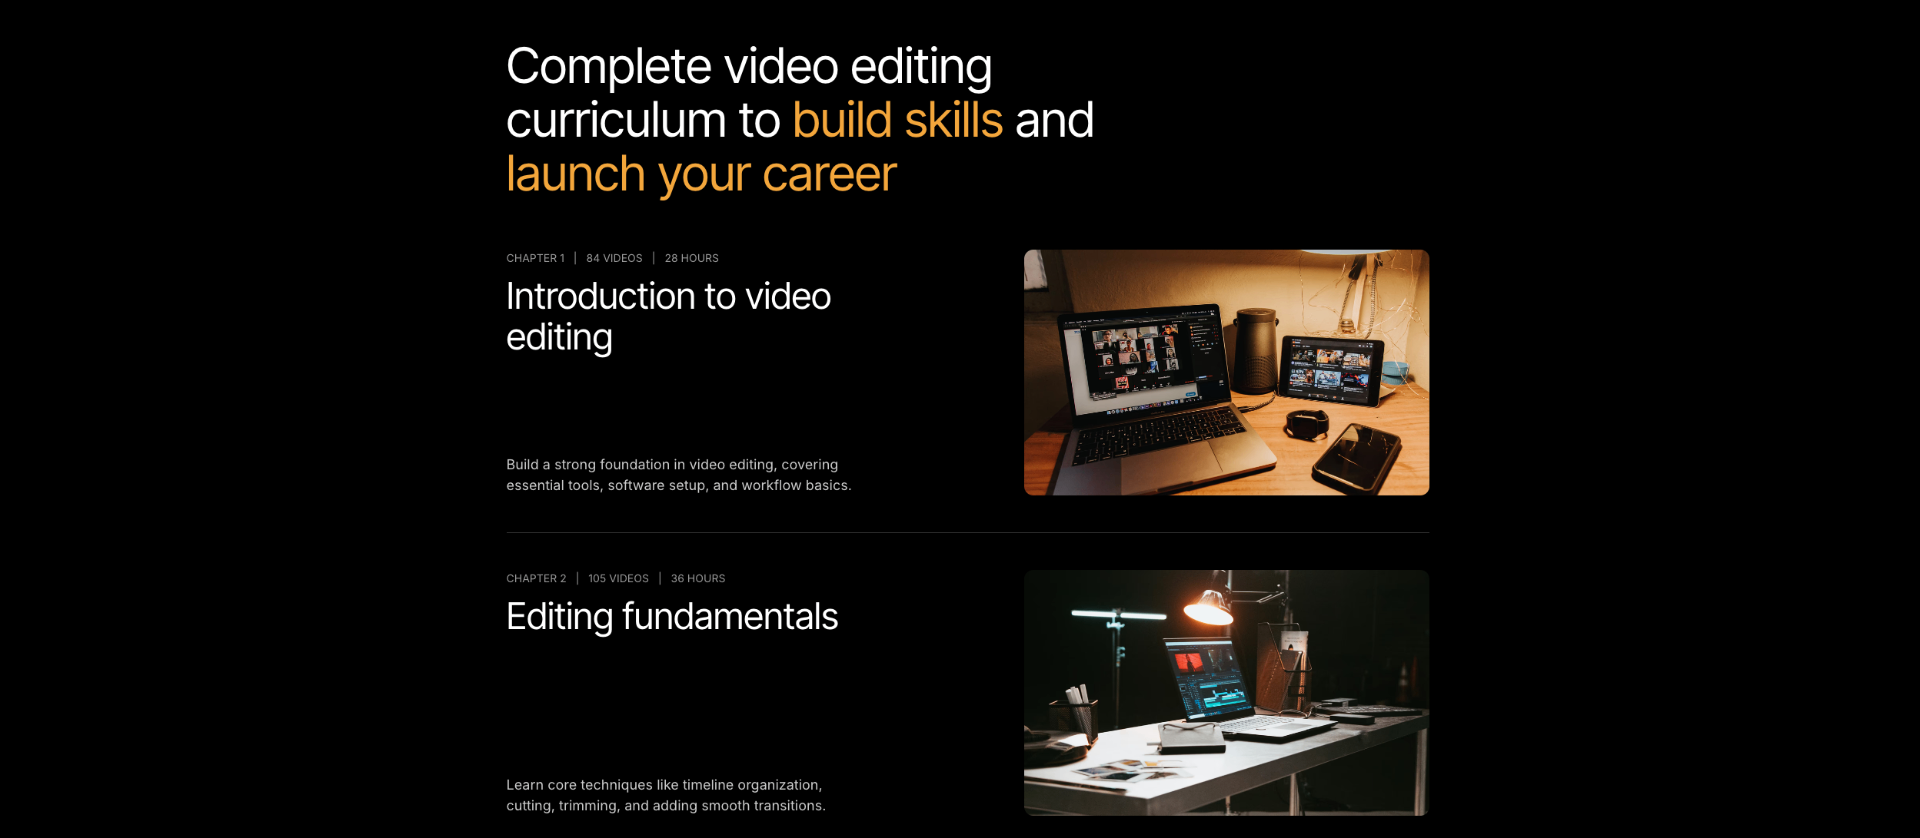 Complete video editing
curriculum to build skills and
launch your career
CHAPTER 1 | 84 VIDEOS | 28 HOURS
Introduction to video
editing
Build a strong foundation in video editing, covering
essential tools, software setup, and workflow basics.
CHAPTER 2 | 105 VIDEOS | 36 HOURS
Editing fundamentals
Learn core techniques like timeline organization,
cutting, trimming, and adding smooth transitions.